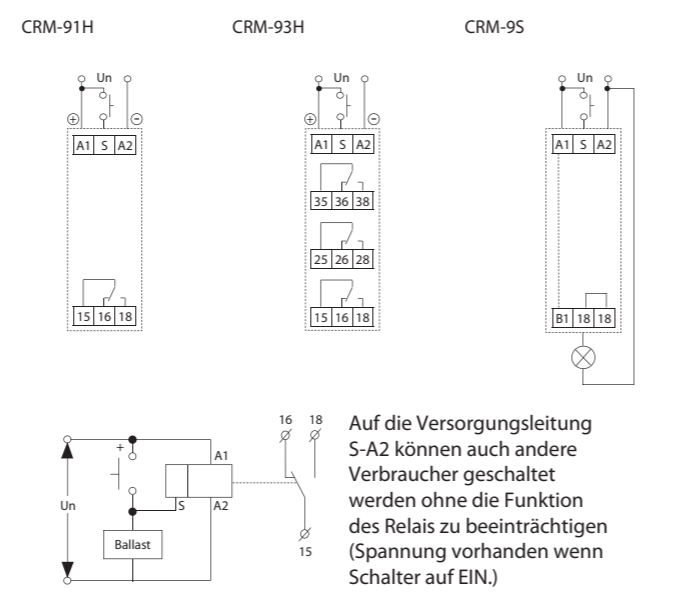 CRM-91H
CRM-93H
CRM-9S
Un
Un
Un
+
−
+
−
A1 S A2
A1 S A2
A1 S A2
35 36 38
25 26 28
15 16 18
15 16 18
B1 18 18
16 18
Auf die Versorgungsleitung
S-A2 können auch andere
Verbraucher geschaltet
werden ohne die Funktion
des Relais zu beeinträchtigen
(Spannung vorhanden wenn
Schalter auf EIN.)
+
A1
Un
S
A2
Ballast
15